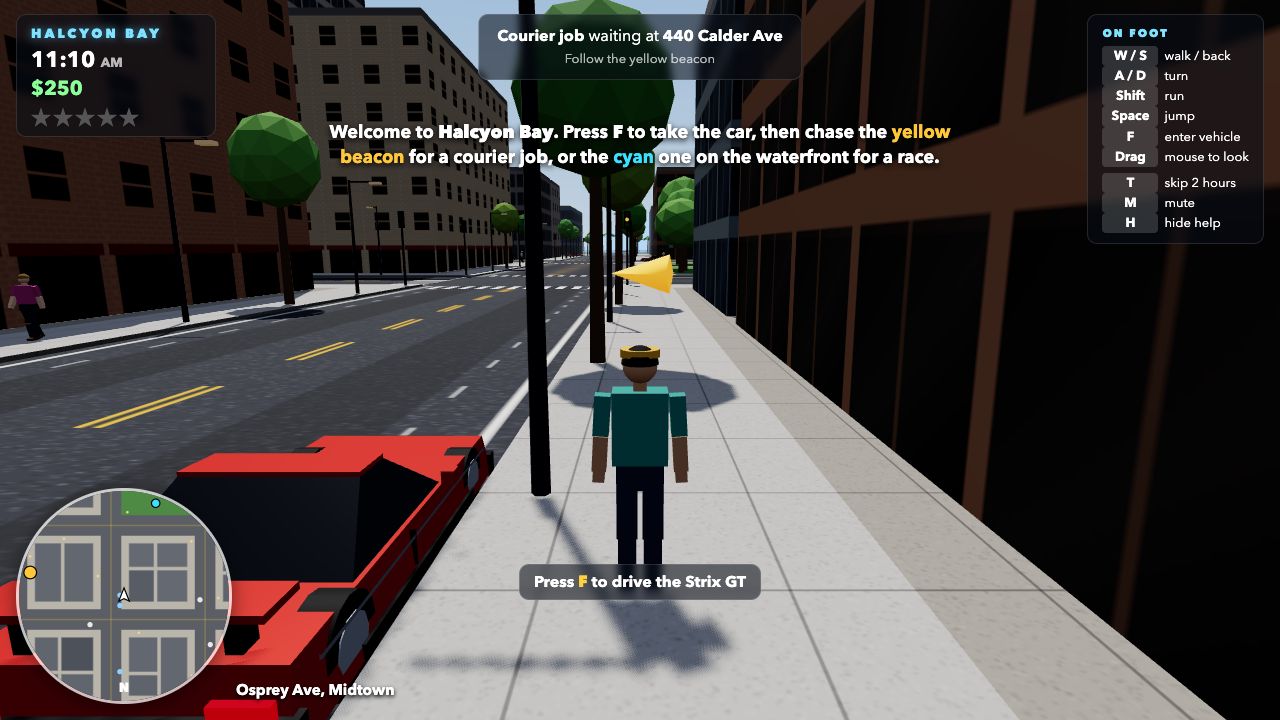 HALCYON BAY
11:10 AM
$250
Courier job waiting at 440 Calder Ave
Follow the yellow beacon
Welcome to Halcyon Bay. Press F to take the car, then chase the yellow
beacon for a courier job, or the cyan one on the waterfront for a race.
ON FOOT
W / S walk / back
A / D turn
Shift run
Space jump
F enter vehicle
Drag mouse to look
T skip 2 hours
M mute
H hide help
Press F to drive the Strix GT
N
Osprey Ave, Midtown